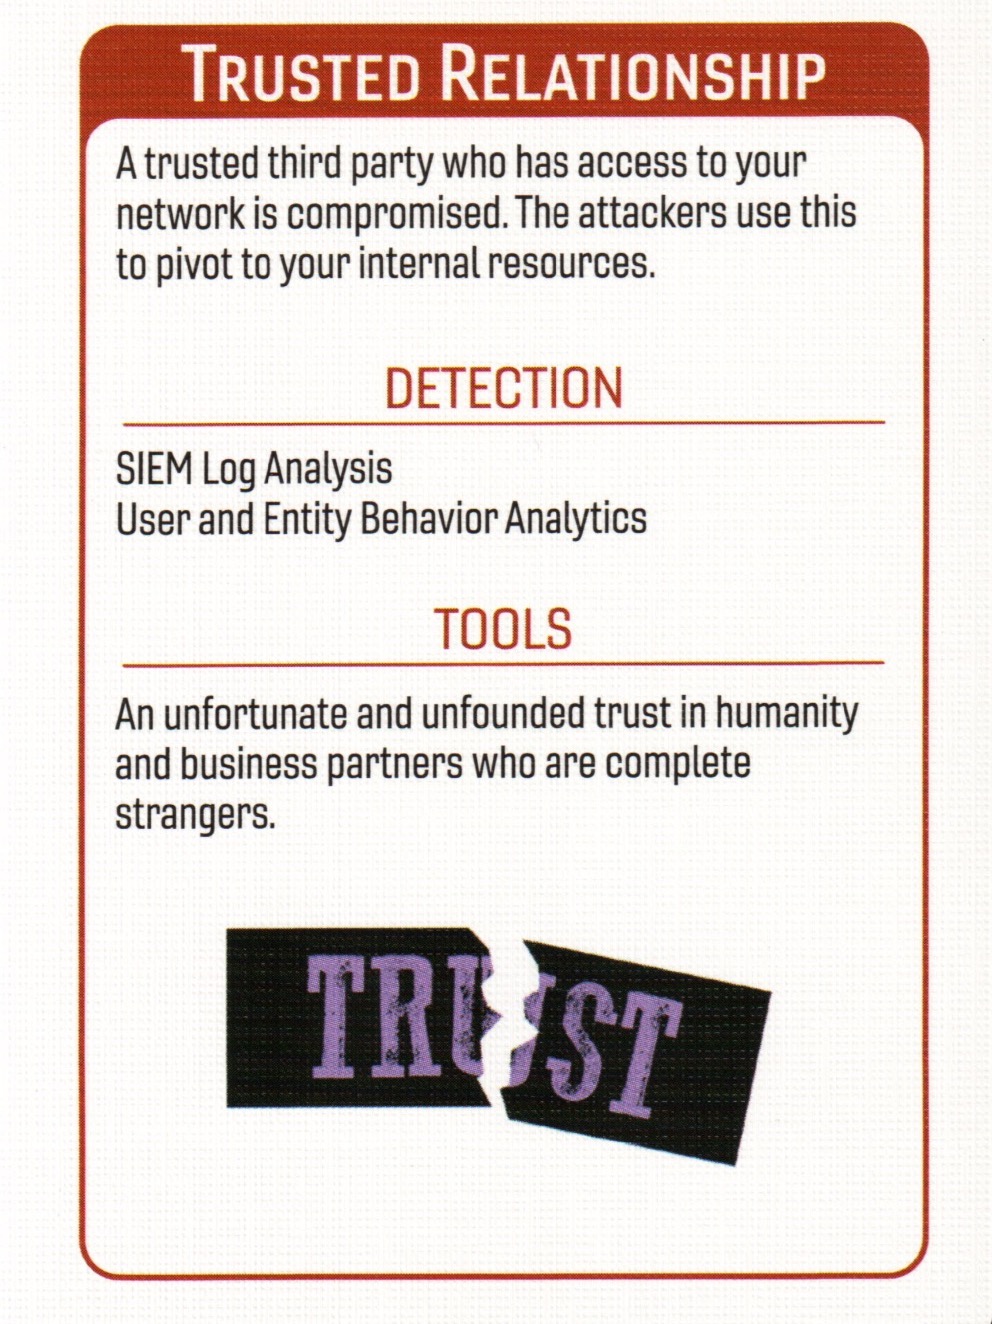 TRUSTED RELATIONSHIP
A trusted third party who has access to your
network is compromised. The attackers use this
to pivot to your internal resources.
DETECTION
SIEM Log Analysis
User and Entity Behavior Analytics
TOOLS
An unfortunate and unfounded trust in humanity
and business partners who are complete
strangers.
TRUST